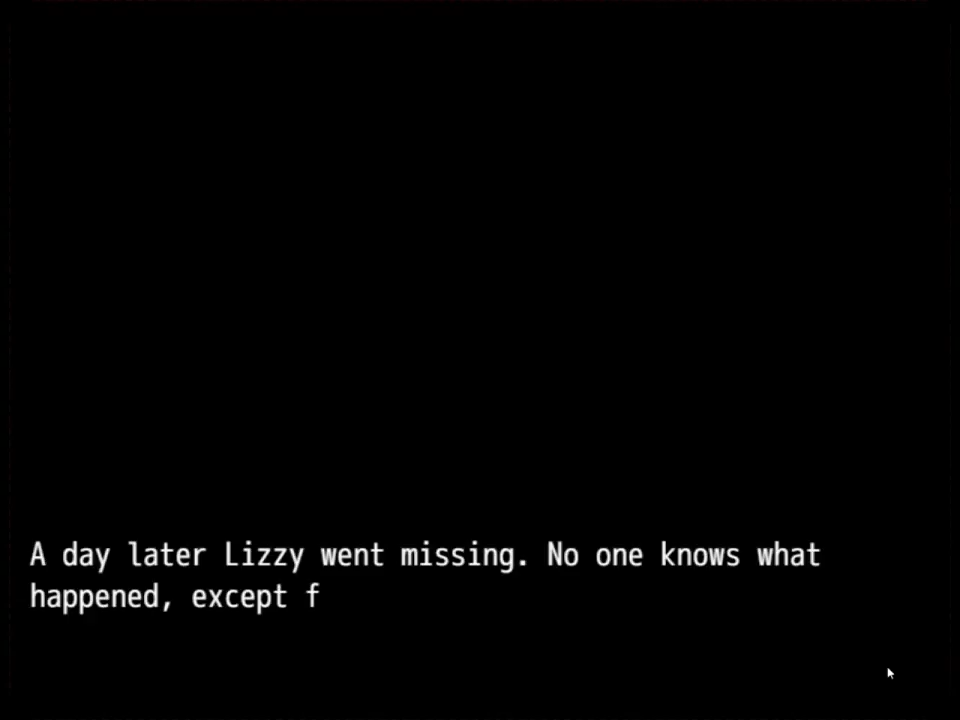 A day later Lizzy went missing. No one knows what
happened, except f